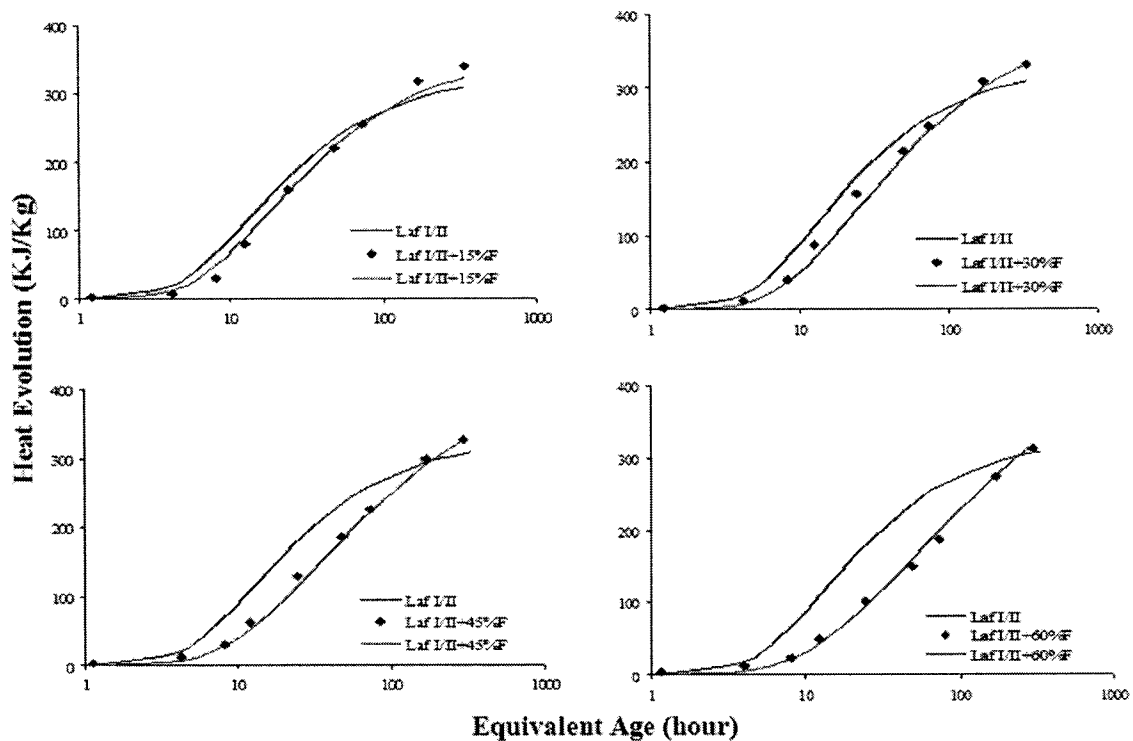 Heat Evolution (KJ/Kg)
400
300
200
100
0
1
10
100
1000
Laf I/II
Laf I/II+15%F
Laf I/II+15%F
400
300
200
100
0
1
10
100
1000
Laf I/II
Laf I/II+30%F
Laf I/II+30%F
400
300
200
100
0
1
10
100
1000
Laf I/II
Laf I/II+45%F
Laf I/II+45%F
400
300
200
100
0
1
10
100
1000
Laf I/II
Laf I/II+60%F
Laf I/II+60%F
Equivalent Age (hour)